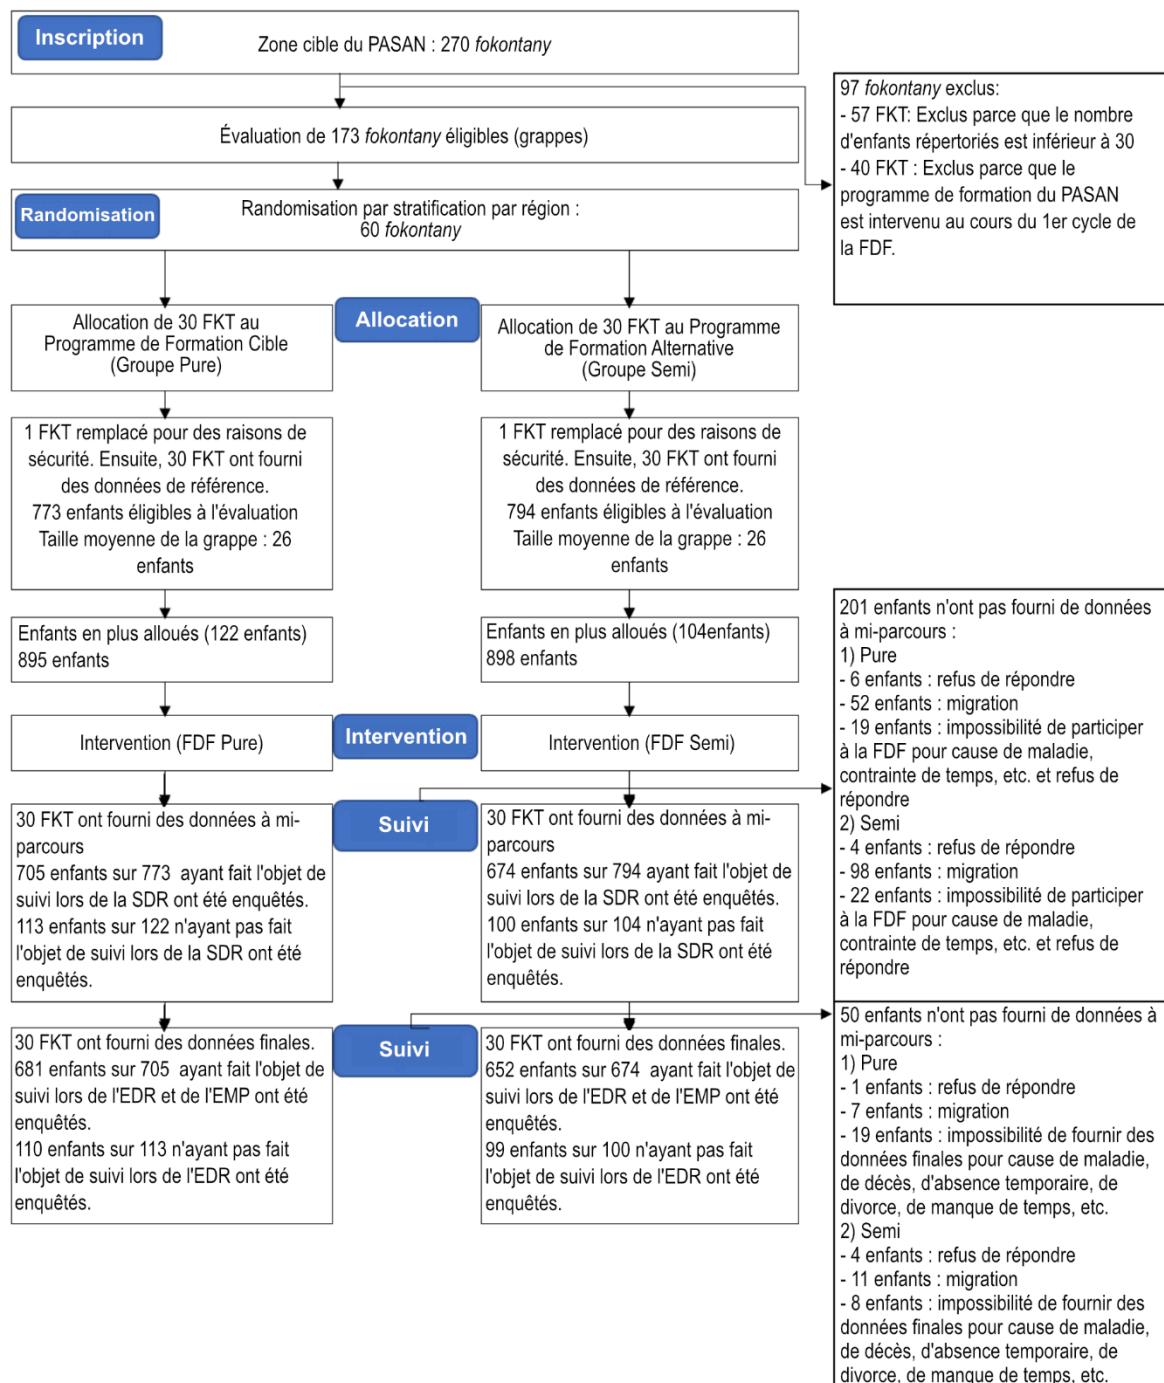 Inscription
Zone cible du PASAN : 270 fokontany
97 fokontany exclus:
- 57 FKT: Exclus parce que le nombre
d'enfants répertoriés est inférieur à 30
- 40 FKT : Exclus parce que le
programme de formation du PASAN
est intervenu au cours du 1er cycle de
la FDF.
Évaluation de 173 fokontany éligibles (grappes)
Randomisation
Randomisation par stratification par région :
60 fokontany
Allocation
Allocation de 30 FKT au
Programme de Formation Cible
(Groupe Pure)
Allocation de 30 FKT au Programme
de Formation Alternative
(Groupe Semi)
1 FKT remplacé pour des raisons de
sécurité. Ensuite, 30 FKT ont fourni
des données de référence.
773 enfants éligibles à l'évaluation
Taille moyenne de la grappe : 26
enfants
1 FKT remplacé pour des raisons de
sécurité. Ensuite, 30 FKT ont fourni
des données de référence.
794 enfants éligibles à l'évaluation
Taille moyenne de la grappe : 26
enfants
Enfants en plus alloués (122 enfants)
895 enfants
Enfants en plus alloués (104enfants)
898 enfants
Intervention (FDF Pure)
Intervention
Intervention (FDF Semi)
201 enfants n'ont pas fourni de données
à mi-parcours :
1) Pure
- 6 enfants : refus de répondre
- 52 enfants : migration
- 19 enfants : impossibilité de participer
à la FDF pour cause de maladie,
contrainte de temps, etc. et refus de
répondre
2) Semi
- 4 enfants : refus de répondre
- 98 enfants : migration
- 22 enfants : impossibilité de participer
à la FDF pour cause de maladie,
contrainte de temps, etc. et refus de
répondre
30 FKT ont fourni des données à mi-
parcours
705 enfants sur 773 ayant fait l'objet de
suivi lors de la SDR ont été enquêtés.
113 enfants sur 122 n'ayant pas fait
l'objet de suivi lors de la SDR ont été
enquêtés.
Suivi
30 FKT ont fourni des données à mi-
parcours
674 enfants sur 794 ayant fait l'objet de
suivi lors de la SDR ont été enquêtés.
100 enfants sur 104 n'ayant pas fait
l'objet de suivi lors de la SDR ont été
enquêtés.
30 FKT ont fourni des données finales.
681 enfants sur 705 ayant fait l'objet de
suivi lors de l'EDR et de l'EMP ont été
enquêtés.
110 enfants sur 113 n'ayant pas fait
l'objet de suivi lors de l'EDR ont été
enquêtés.
Suivi
30 FKT ont fourni des données finales.
652 enfants sur 674 ayant fait l'objet de
suivi lors de l'EDR et de l'EMP ont été
enquêtés.
99 enfants sur 100 n'ayant pas fait
l'objet de suivi lors de l'EDR ont été
enquêtés.
50 enfants n'ont pas fourni de données à
mi-parcours :
1) Pure
- 1 enfants : refus de répondre
- 7 enfants : migration
- 19 enfants : impossibilité de fournir des
données finales pour cause de maladie,
de décès, d'absence temporaire, de
divorce, de manque de temps, etc.
2) Semi
- 4 enfants : refus de répondre
- 11 enfants : migration
- 8 enfants : impossibilité de fournir des
données finales pour cause de maladie,
de décès, d'absence temporaire, de
divorce, de manque de temps, etc.